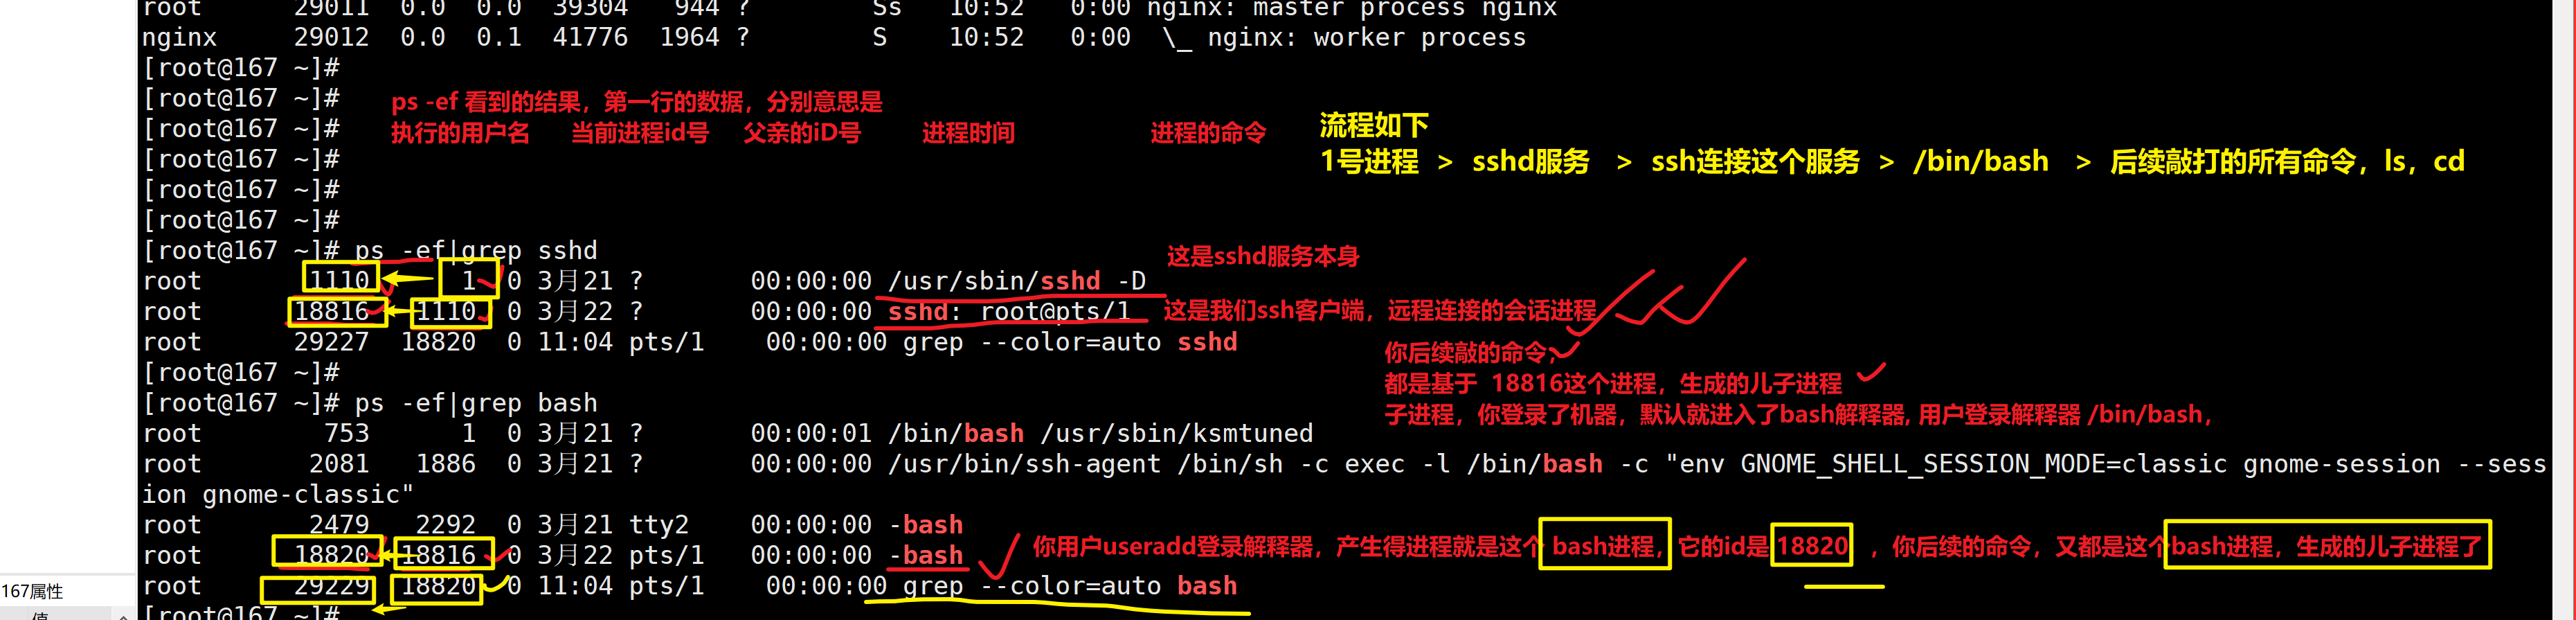 root      29011  0.0  0.0  39304   944 ?        Ss   10:52   0:00 nginx: master process nginx
nginx     29012  0.0  0.1  41776  1964 ?        S    10:52   0:00  \_ nginx: worker process
[root@167 ~]#
[root@167 ~]#
ps -ef 看到的结果，第一行的数据，分别意思是
[root@167 ~]#
执行的用户名 当前进程id号 父亲的iD号 进程时间 进程的命令
流程如下
1号进程 > sshd服务 > ssh连接这个服务 > /bin/bash > 后续敲打的所有命令，ls，cd
[root@167 ~]#
[root@167 ~]#
[root@167 ~]#
[root@167 ~]# ps -ef|grep sshd
这是sshd服务本身
root       1110      1  0 3月21 ?       00:00:00 /usr/sbin/sshd -D
root      18816   1110  0 3月22 ?       00:00:00 sshd: root@pts/1
这是我们ssh客户端，远程连接的会话进程
root      29227  18820  0 11:04 pts/1    00:00:00 grep --color=auto sshd
你后续敲的命令，
[root@167 ~]#
都是基于 18816这个进程，生成的儿子进程
[root@167 ~]# ps -ef|grep bash
子进程，你登录了机器，默认就进入了bash解释器, 用户登录解释器 /bin/bash，
root        753      1  0 3月21 ?       00:00:01 /bin/bash /usr/sbin/ksmtuned
root       2081   1886  0 3月21 ?       00:00:00 /usr/bin/ssh-agent /bin/sh -c exec -l /bin/bash -c "env GNOME_SHELL_SESSION_MODE=classic gnome-session --sess
ion gnome-classic"
root       2479   2292  0 3月21 tty2    00:00:00 -bash
root      18820  18816  0 3月22 pts/1   00:00:00 -bash
你用户useradd登录解释器，产生得进程就是这个 bash进程，它的id是 18820 ，你后续的命令，又都是这个bash进程，生成的儿子进程了
root      29229  18820  0 11:04 pts/1    00:00:00 grep --color=auto bash
[root@167 ~]#
167属性
值